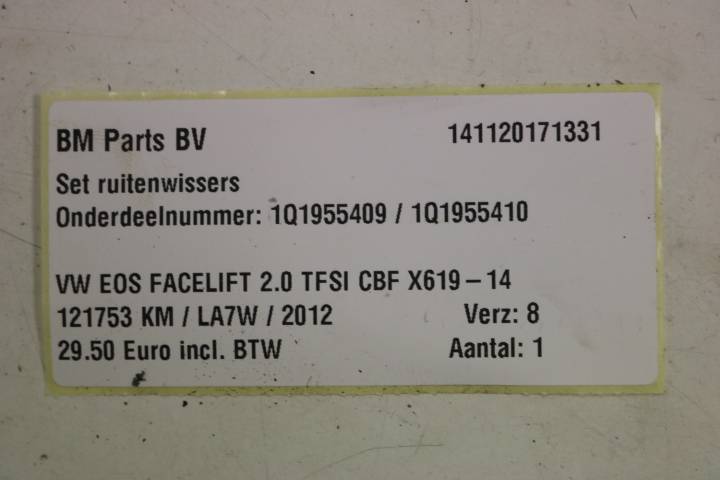 BM Parts BV 141120171331
Set ruitenwissers
Onderdeelnummer: 1Q1955409 / 1Q1955410
VW EOS FACELIFT 2.0 TFSI CBF X619-14
121753 KM / LA7W / 2012 Verz: 8
29.50 Euro incl. BTW Aantal: 1